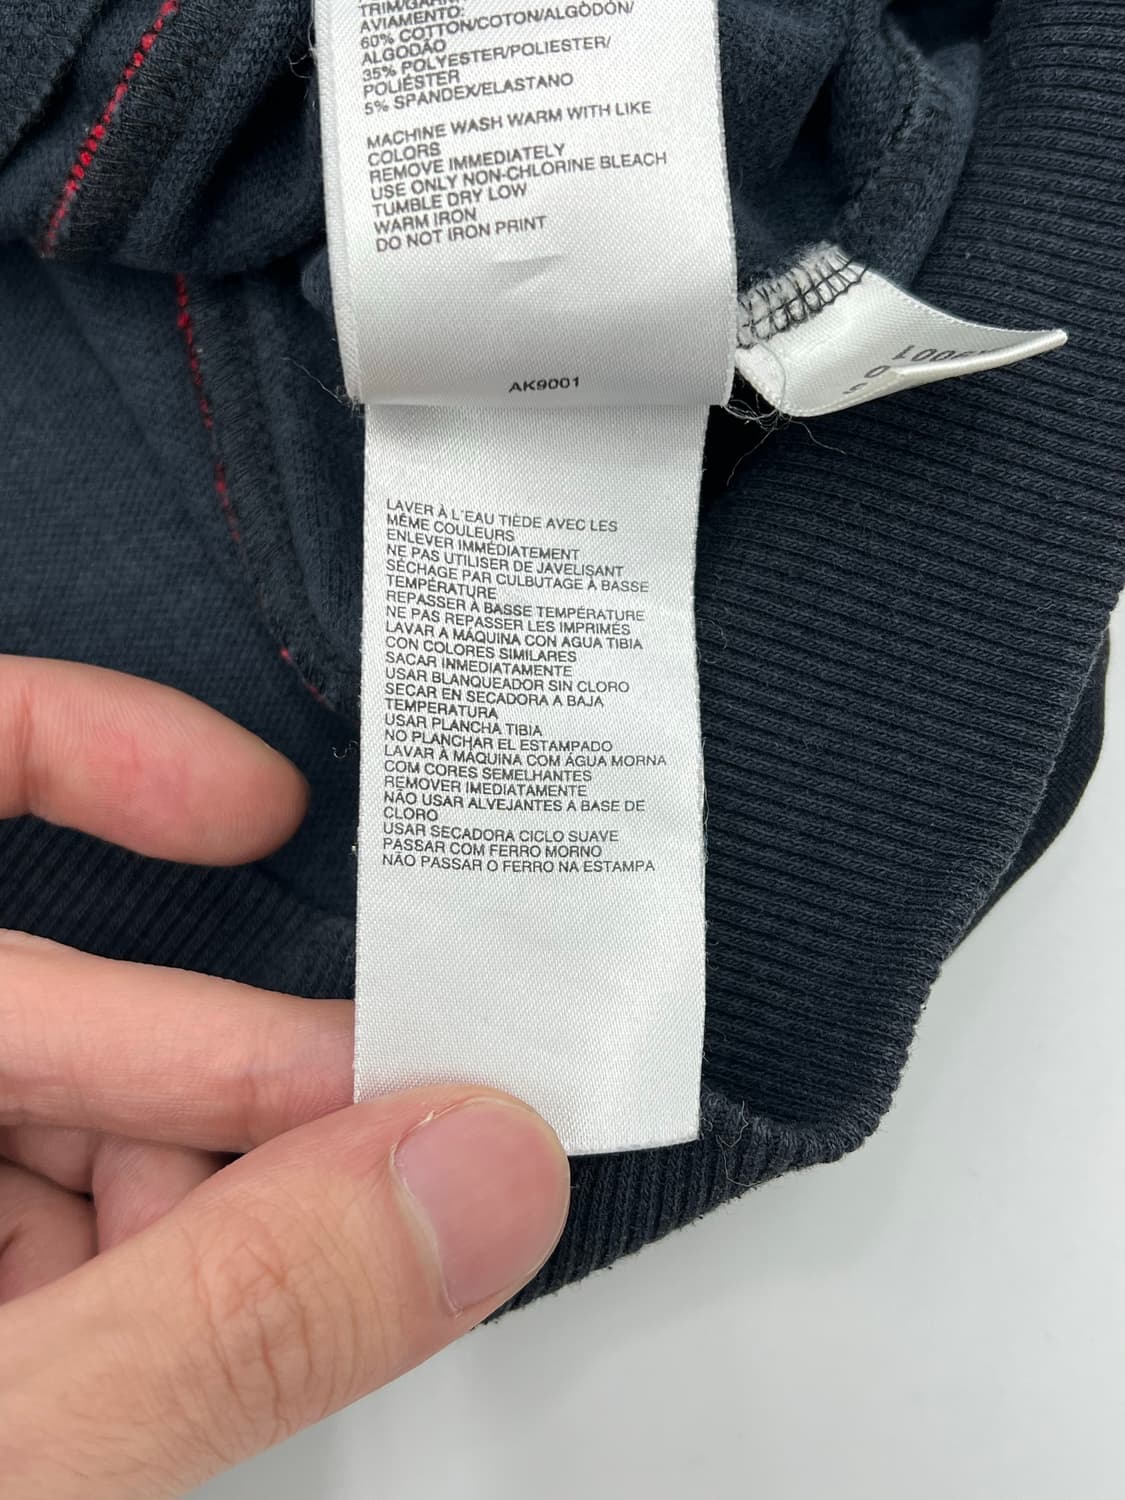 AVIAMENTO:
60% COTTON/COTON/ALGÒDÓN/
ALGODÃO
35% POLYESTER/POLIESTER/
POLIÉSTER
5% SPANDEX/ELASTANO
MACHINE WASH WARM WITH LIKE
COLORS
REMOVE IMMEDIATELY
USE ONLY NON-CHLORINE BLEACH
TUMBLE DRY LOW
WARM IRON
DO NOT IRON PRINT
AK9001
LAVER À L'EAU TIÈDE AVEC LES
MÊME COULEURS
ENLEVER IMMÉDIATEMENT
NE PAS UTILISER DE JAVELISANT
SÉCHAGE PAR CULBUTAGE À BASSE
TEMPÉRATURE
REPASSER À BASSE TEMPÉRATURE
NE PAS REPASSER LES IMPRIMÉS
LAVAR A MÁQUINA CON AGUA TIBIA
CON COLORES SIMILARES
SACAR INMEDIATAMENTE
USAR BLANQUEADOR SIN CLORO
SECAR EN SECADORA A BAJA
TEMPERATURA
USAR PLANCHA TIBIA
NO PLANCHAR EL ESTAMPADO
LAVAR À MÁQUINA COM ÁGUA MORNA
COM CORES SEMELHANTES
REMOVER IMEDIATAMENTE
NÃO USAR ALVEJANTES A BASE DE
CLORO
USAR SECADORA CICLO SUAVE
PASSAR COM FERRO MORNO
NÃO PASSAR O FERRO NA ESTAMPA